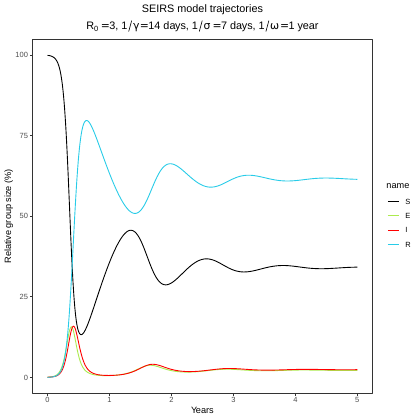 SEIRS model trajectories
R₀ =3, 1/γ=14 days, 1/σ =7 days, 1/ω=1 year
Relative group size (%)
100
75
50
25
0
0
1
2
3
4
5
Years
name
S
E
I
R